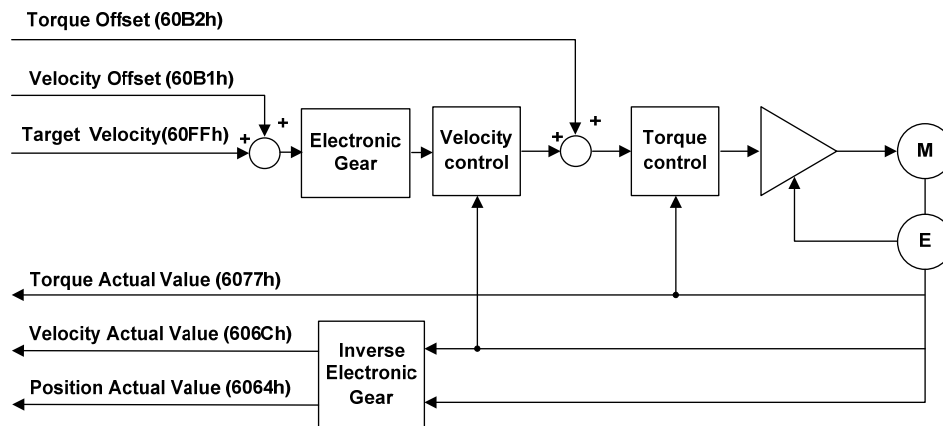 Torque Offset (60B2h)
Velocity Offset (60B1h)
+
+
Target Velocity(60FFh)
Electronic
Gear
Velocity
control
+
+
Torque
control
M
E
Torque Actual Value (6077h)
Velocity Actual Value (606Ch)
Inverse
Electronic
Gear
Position Actual Value (6064h)